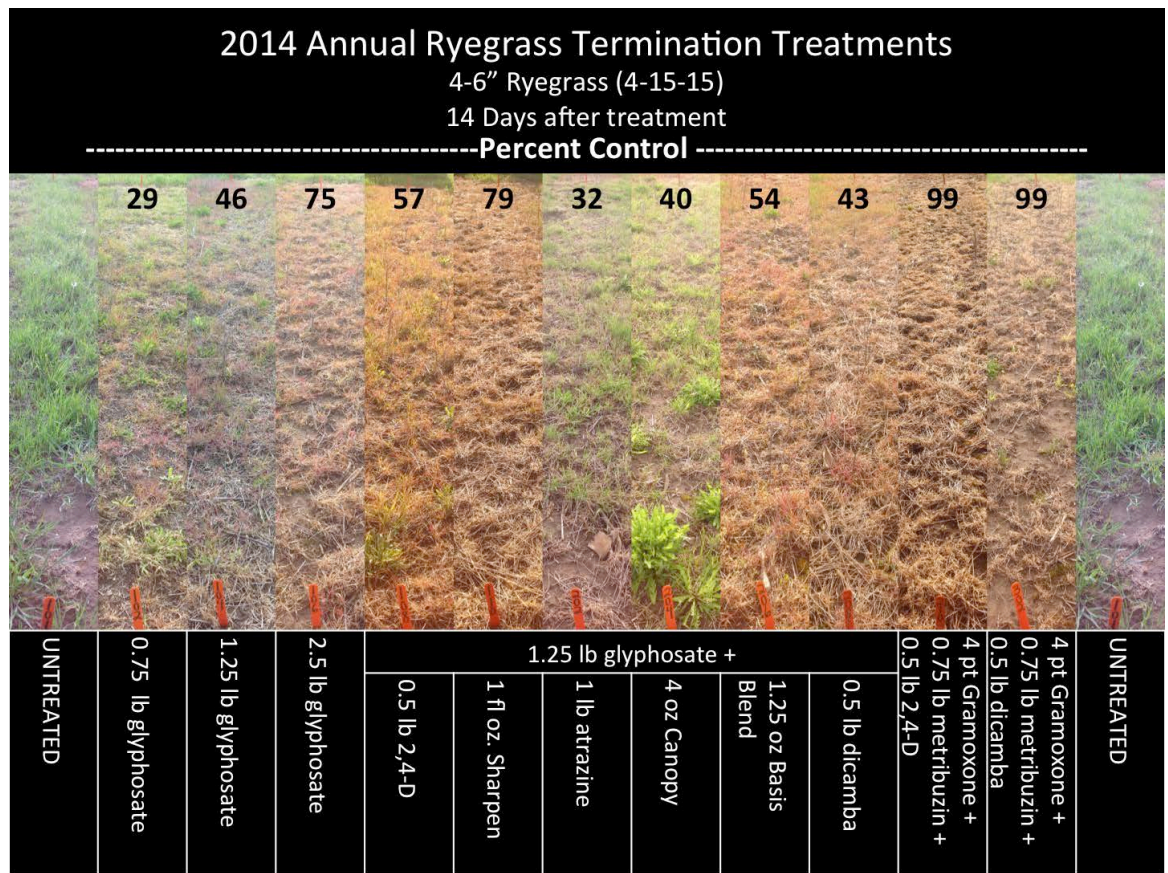 2014 Annual Ryegrass Termination Treatments
4-6” Ryegrass (4-15-15)
14 Days after treatment
----------------------------------------Percent Control ----------------------------------------
29 46 75 57 79 32 40 54 43 99 99
UNTREATED
0.75 lb glyphosate
1.25 lb glyphosate
2.5 lb glyphosate
1.25 lb glyphosate +
0.5 lb 2,4-D
1 fl oz. Sharpen
1 lb atrazine
4 oz Canopy
1.25 oz Basis
Blend
0.5 lb dicamba
4 pt Gramoxone +
0.75 lb metribuzin +
0.5 lb 2,4-D
4 pt Gramoxone +
0.75 lb metribuzin +
0.5 lb dicamba
UNTREATED